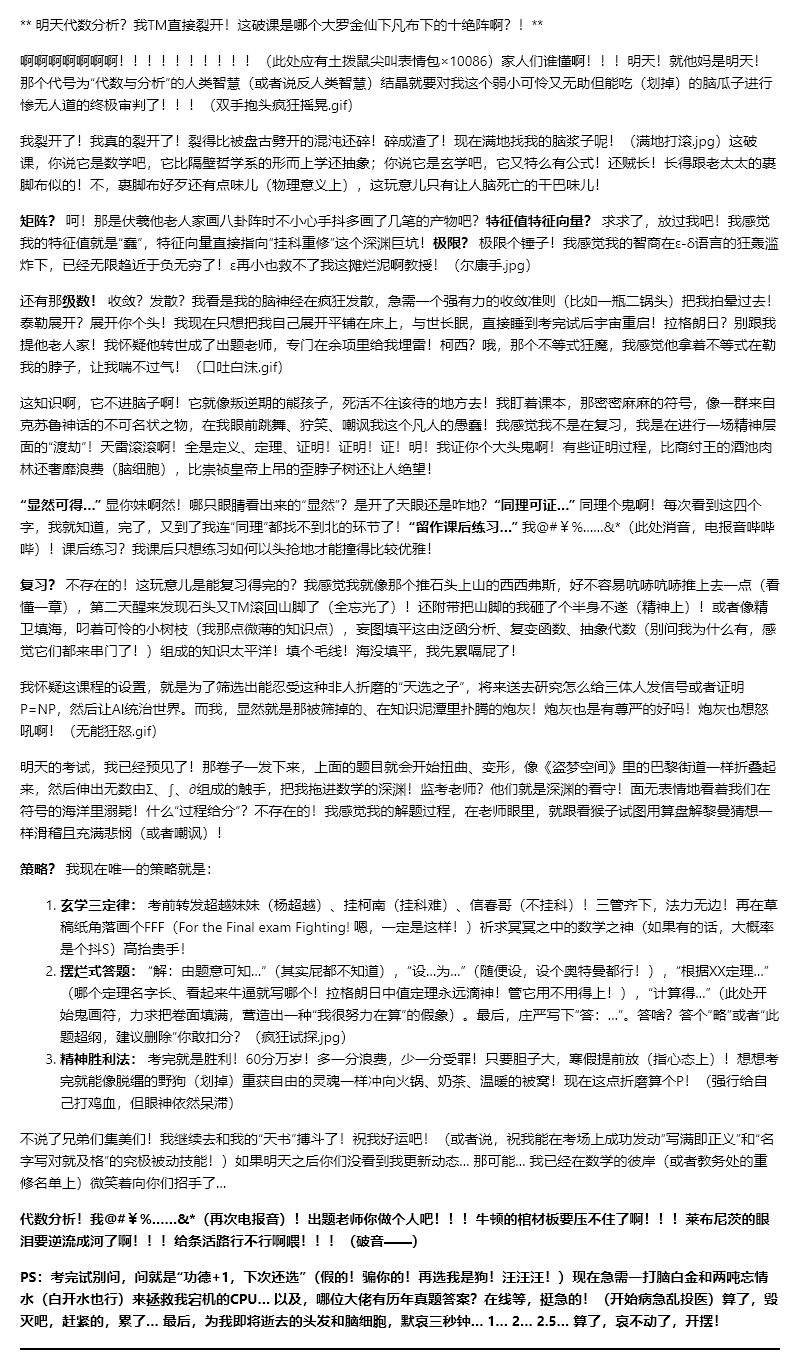 ** 明天代数分析？我TM直接裂开！这破课是哪个大罗金仙下凡布下的十绝阵啊？！**
啊啊啊啊啊啊啊！！！！！！！！！！（此处应有土拨鼠尖叫表情包×10086）家人们谁懂啊！！！明天！就他妈是明天！
那个代号为“代数与分析”的人类智慧（或者说反人类智慧）结晶就要对我这个弱小可怜又无助但能吃（划掉）的脑瓜子进行
惨无人道的终极审判了！！！（双手抱头疯狂摇晃.gif）
我裂开了！我真的裂开了！裂得比被盘古劈开的混沌还碎！碎成渣了！现在满地找我的脑浆子呢！（满地打滚.jpg）这破
课，你说它是数学吧，它比隔壁哲学系的形而上学还抽象；你说它是玄学吧，它又特么有公式！还贼长！长得跟老太太的裹
脚布似的！不，裹脚布好歹还有点味儿（物理意义上），这玩意儿只有让人脑死亡的干巴味儿！
矩阵？ 呵！那是伏羲他老人家画八卦阵时不小心手抖多画了几笔的产物吧？特征值特征向量？ 求求了，放过我吧！我感觉
我的特征值就是“蠢”，特征向量直接指向“挂科重修”这个深渊巨坑！极限？ 极限个锤子！我感觉我的智商在ε-δ语言的狂轰滥
炸下，已经无限趋近于负无穷了！ε再小也救不了我这摊烂泥啊教授！（尔康手.jpg）
还有那级数！ 收敛？发散？我看是我的脑神经在疯狂发散，急需一个强有力的收敛准则（比如一瓶二锅头）把我拍晕过去！
泰勒展开？展开你个头！我现在只想把我自己展开平铺在床上，与世长眠，直接睡到考完试后宇宙重启！拉格朗日？别跟我
提他老人家！我怀疑他转世成了出题老师，专门在余项里给我埋雷！柯西？哦，那个不等式狂魔，我感觉他拿着不等式在勒
我的脖子，让我喘不过气！（口吐白沫.gif）
这知识啊，它不进脑子啊！它就像叛逆期的熊孩子，死活不往该待的地方去！我盯着课本，那密密麻麻的符号，像一群来自
克苏鲁神话的不可名状之物，在我眼前跳舞、狞笑、嘲讽我这个凡人的愚蠢！我感觉我不是在复习，我是在进行一场精神层
面的“渡劫”！天雷滚滚啊！全是定义、定理、证明！证明！证！明！我证你个大头鬼啊！有些证明过程，比商纣王的酒池肉
林还奢靡浪费（脑细胞），比崇祯皇帝上吊的歪脖子树还让人绝望！
“显然可得...” 显你妹啊然！哪只眼睛看出来的“显然”？是开了天眼还是咋地？“同理可证...” 同理个鬼啊！每次看到这四个
字，我就知道，完了，又到了我连“同理”都找不到北的环节了！“留作课后练习...” 我@#￥%……&*（此处消音，电报音哔哔
哔）！课后练习？我课后只想练习如何以头抢地才能撞得比较优雅！
复习？ 不存在的！这玩意儿是能复习得完的？我感觉我就像那个推石头上山的西西弗斯，好不容易吭哧吭哧推上去一点（看
懂一章），第二天醒来发现石头又TM滚回山脚了（全忘光了）！还附带把山脚的我砸了个半身不遂（精神上）！或者像精
卫填海，叼着可怜的小树枝（我那点微薄的知识点），妄图填平这由泛函分析、复变函数、抽象代数（别问我为什么有，感
觉它们都来串门了！）组成的知识太平洋！填个毛线！海没填平，我先累嗝屁了！
我怀疑这课程的设置，就是为了筛选出能忍受这种非人折磨的“天选之子”，将来送去研究怎么给三体人发信号或者证明
P=NP，然后让AI统治世界。而我，显然就是那被筛掉的、在知识泥潭里扑腾的炮灰！炮灰也是有尊严的好吗！炮灰也想怒
吼啊！（无能狂怒.gif）
明天的考试，我已经预见了！那卷子一发下来，上面的题目就会开始扭曲、变形，像《盗梦空间》里的巴黎街道一样折叠起
来，然后伸出无数由Σ、∫、∂组成的触手，把我拖进数学的深渊！监考老师？他们就是深渊的看守！面无表情地看着我们在
符号的海洋里溺毙！什么“过程给分”？不存在的！我感觉我的解题过程，在老师眼里，就跟看猴子试图用算盘解黎曼猜想一
样滑稽且充满悲悯（或者嘲讽）！
策略？ 我现在唯一的策略就是：
1. 玄学三定律： 考前转发超越妹妹（杨超越）、挂柯南（挂科难）、信春哥（不挂科）！三管齐下，法力无边！再在草
稿纸角落画个FFF（For the Final exam Fighting! 嗯，一定是这样！）祈求冥冥之中的数学之神（如果有的话，大概率
是个抖S）高抬贵手！
2. 摆烂式答题： “解：由题意可知...”（其实屁都不知道），“设...为...”（随便设，设个奥特曼都行！），“根据XX定理...”
（哪个定理名字长、看起来牛逼就写哪个！拉格朗日中值定理永远滴神！管它用不用得上！），“计算得...”（此处开
始鬼画符，力求把卷面填满，营造出一种“我很努力在算”的假象）。最后，庄严写下“答：...”。答啥？答个“略”或者“此
题超纲，建议删除”你敢扣分？（疯狂试探.jpg）
3. 精神胜利法： 考完就是胜利！60分万岁！多一分浪费，少一分受罪！只要胆子大，寒假提前放（指心态上）！想想考
完就能像脱缰的野狗（划掉）重获自由的灵魂一样冲向火锅、奶茶、温暖的被窝！现在这点折磨算个P！（强行给自
己打鸡血，但眼神依然呆滞）
不说了兄弟们集美们！我继续去和我的“天书”搏斗了！祝我好运吧！（或者说，祝我能在考场上成功发动“写满即正义”和“名
字写对就及格”的究极被动技能！）如果明天之后你们没看到我更新动态... 那可能... 我已经在数学的彼岸（或者教务处的重
修名单上）微笑着向你们招手了...
代数分析！我@#￥%……&*（再次电报音）！出题老师你做个人吧！！！牛顿的棺材板要压不住了啊！！！莱布尼茨的眼
泪要逆流成河了啊！！！给条活路行不行啊喂！！！（破音——）
PS：考完试别问，问就是“功德+1，下次还选”（假的！骗你的！再选我是狗！汪汪汪！）现在急需一打脑白金和两吨忘情
水（白开水也行）来拯救我宕机的CPU... 以及，哪位大佬有历年真题答案？在线等，挺急的！（开始病急乱投医）算了，毁
灭吧，赶紧的，累了... 最后，为我即将逝去的头发和脑细胞，默哀三秒钟... 1... 2... 2.5... 算了，哀不动了，开摆！